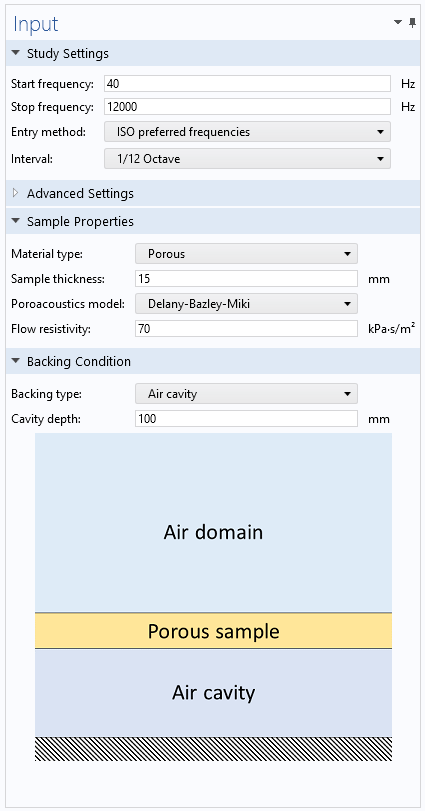 Input
Study Settings
Start frequency: 40 Hz
Stop frequency: 12000 Hz
Entry method: ISO preferred frequencies
Interval: 1/12 Octave
Advanced Settings
Sample Properties
Material type: Porous
Sample thickness: 15 mm
Poroacoustics model: Delany-Bazley-Miki
Flow resistivity: 70 kPa·s/m²
Backing Condition
Backing type: Air cavity
Cavity depth: 100 mm
Air domain
Porous sample
Air cavity